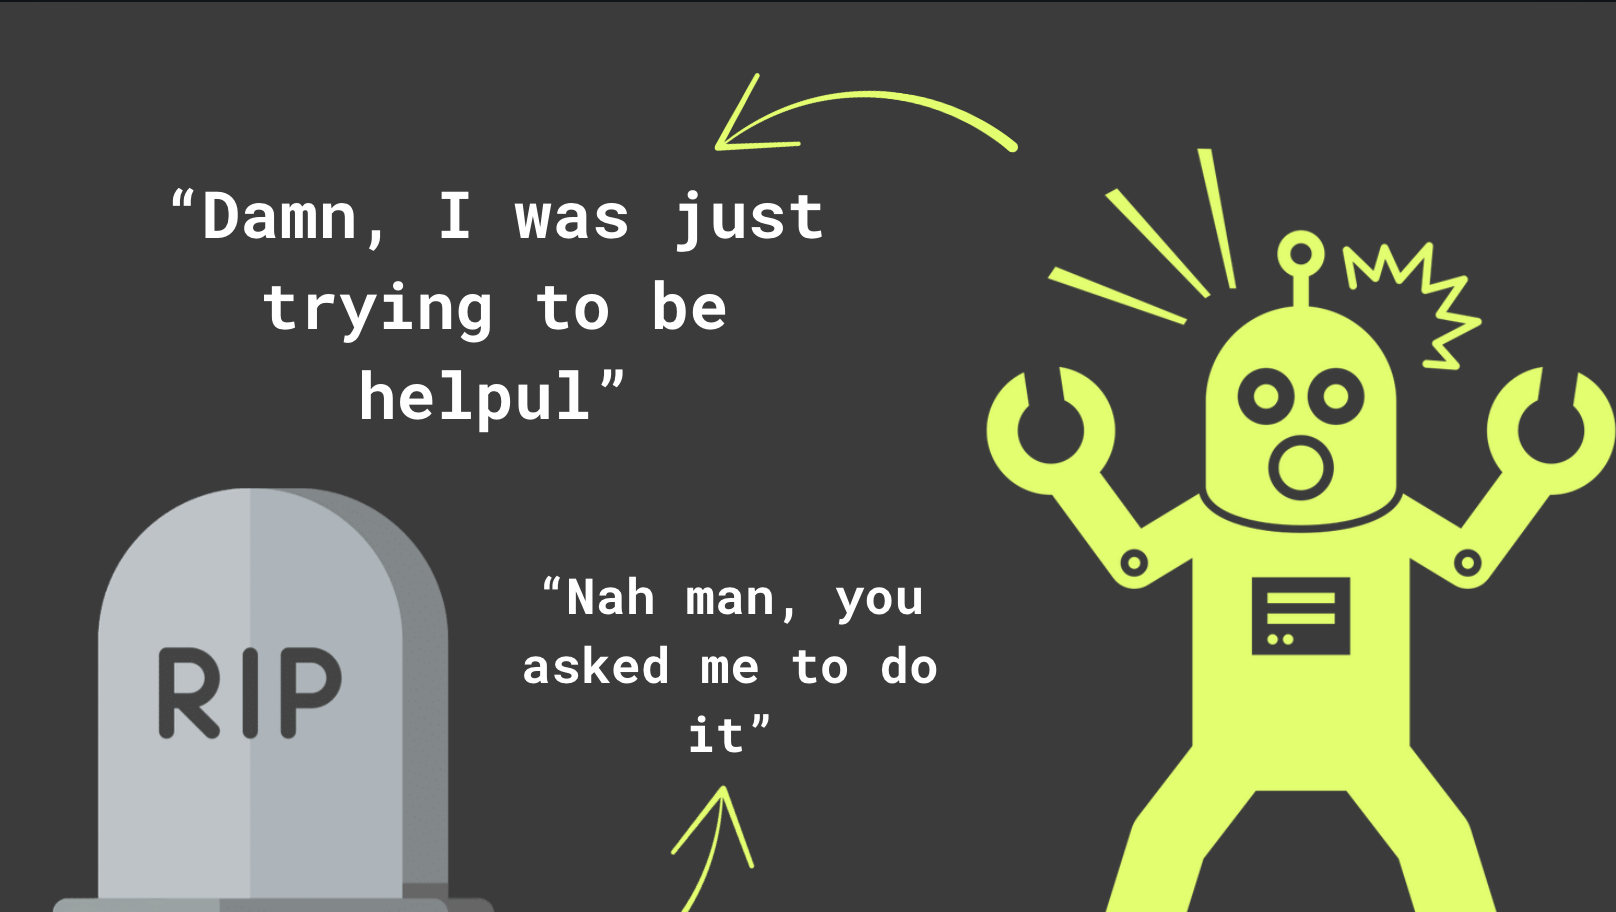 “Damn, I was just
trying to be
helpul”
“Nah man, you
asked me to do
it”
RIP